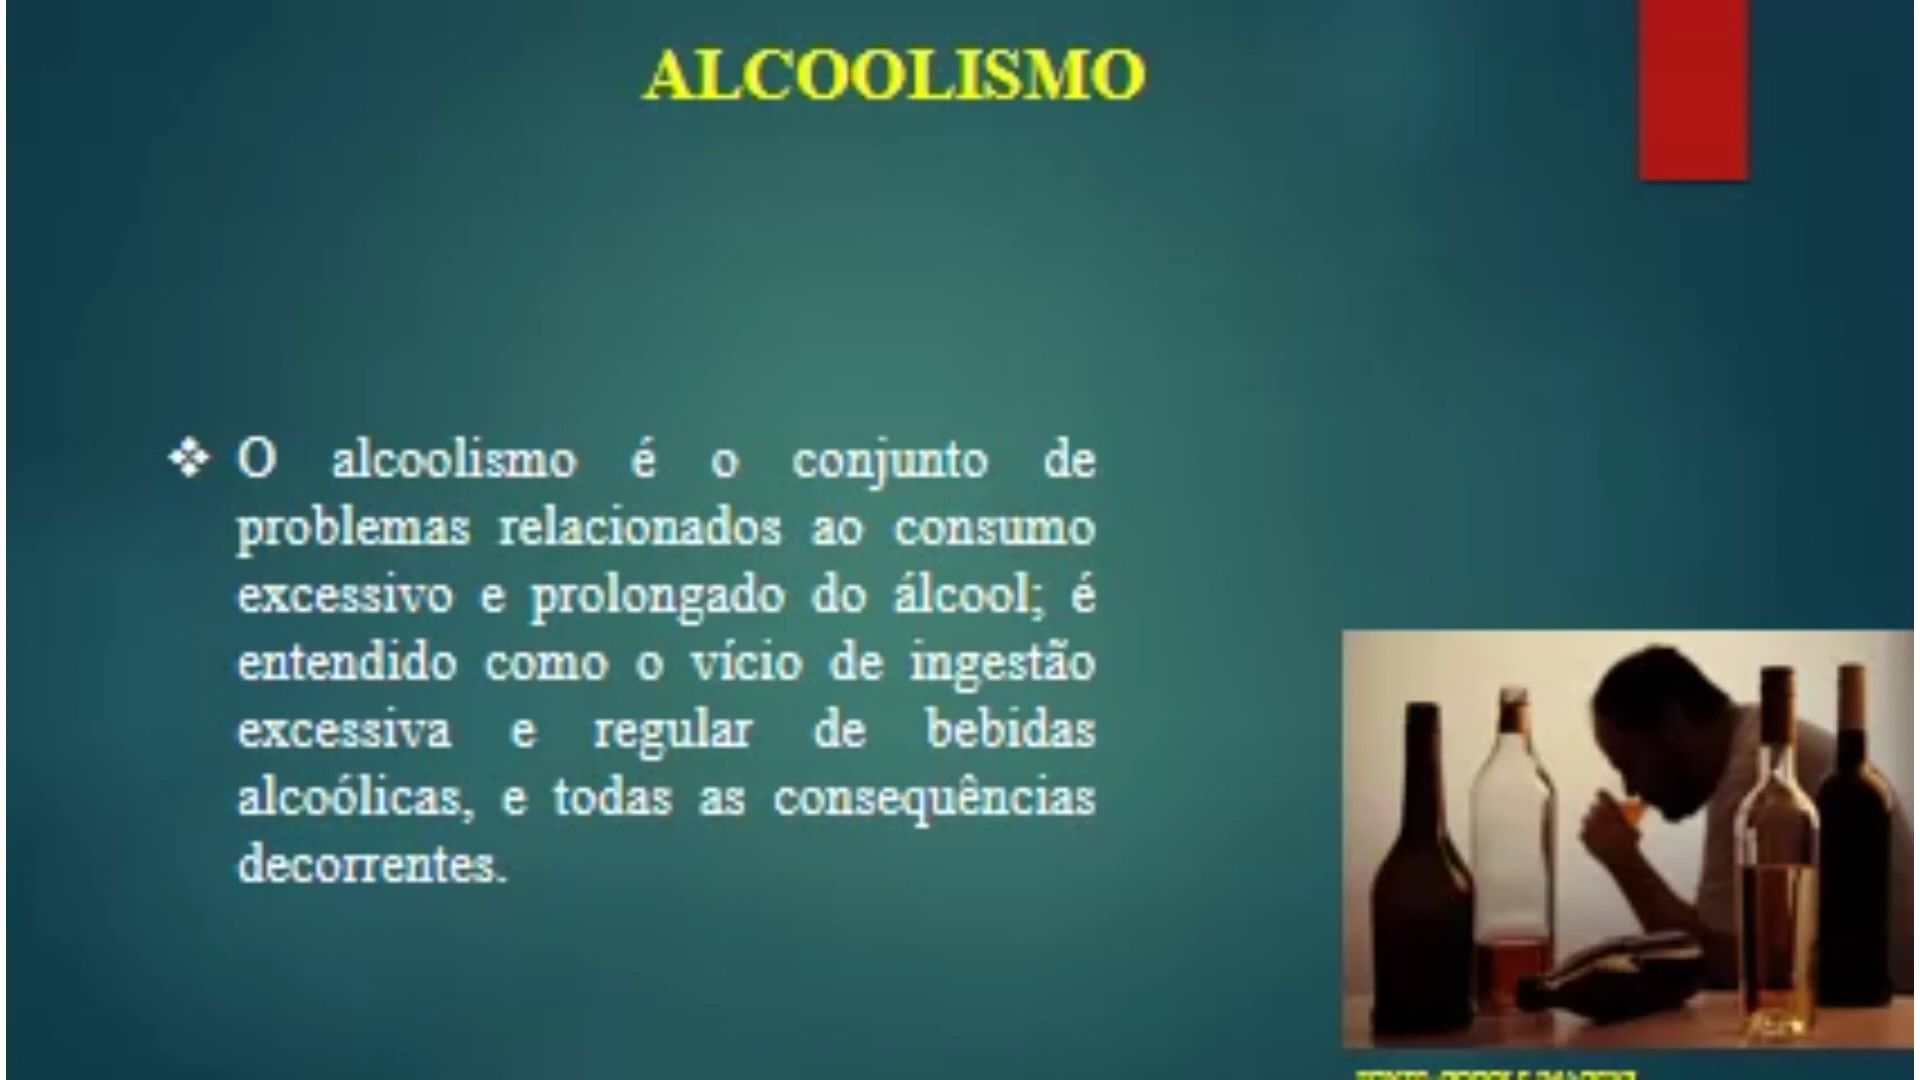 ALCOOLISMO
O alcoolismo é o conjunto de
problemas relacionados ao consumo
excessivo e prolongado do álcool; é
entendido como o vício de ingestão
excessiva e regular de bebidas
alcoólicas, e todas as consequências
decorrentes.